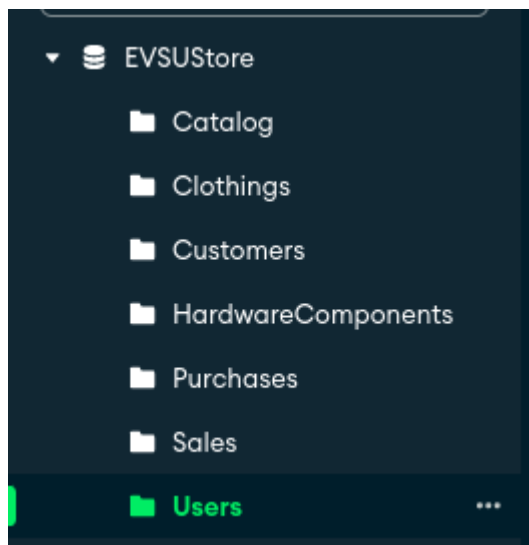 EVSUStore
Catalog
Clothings
Customers
HardwareComponents
Purchases
Sales
Users